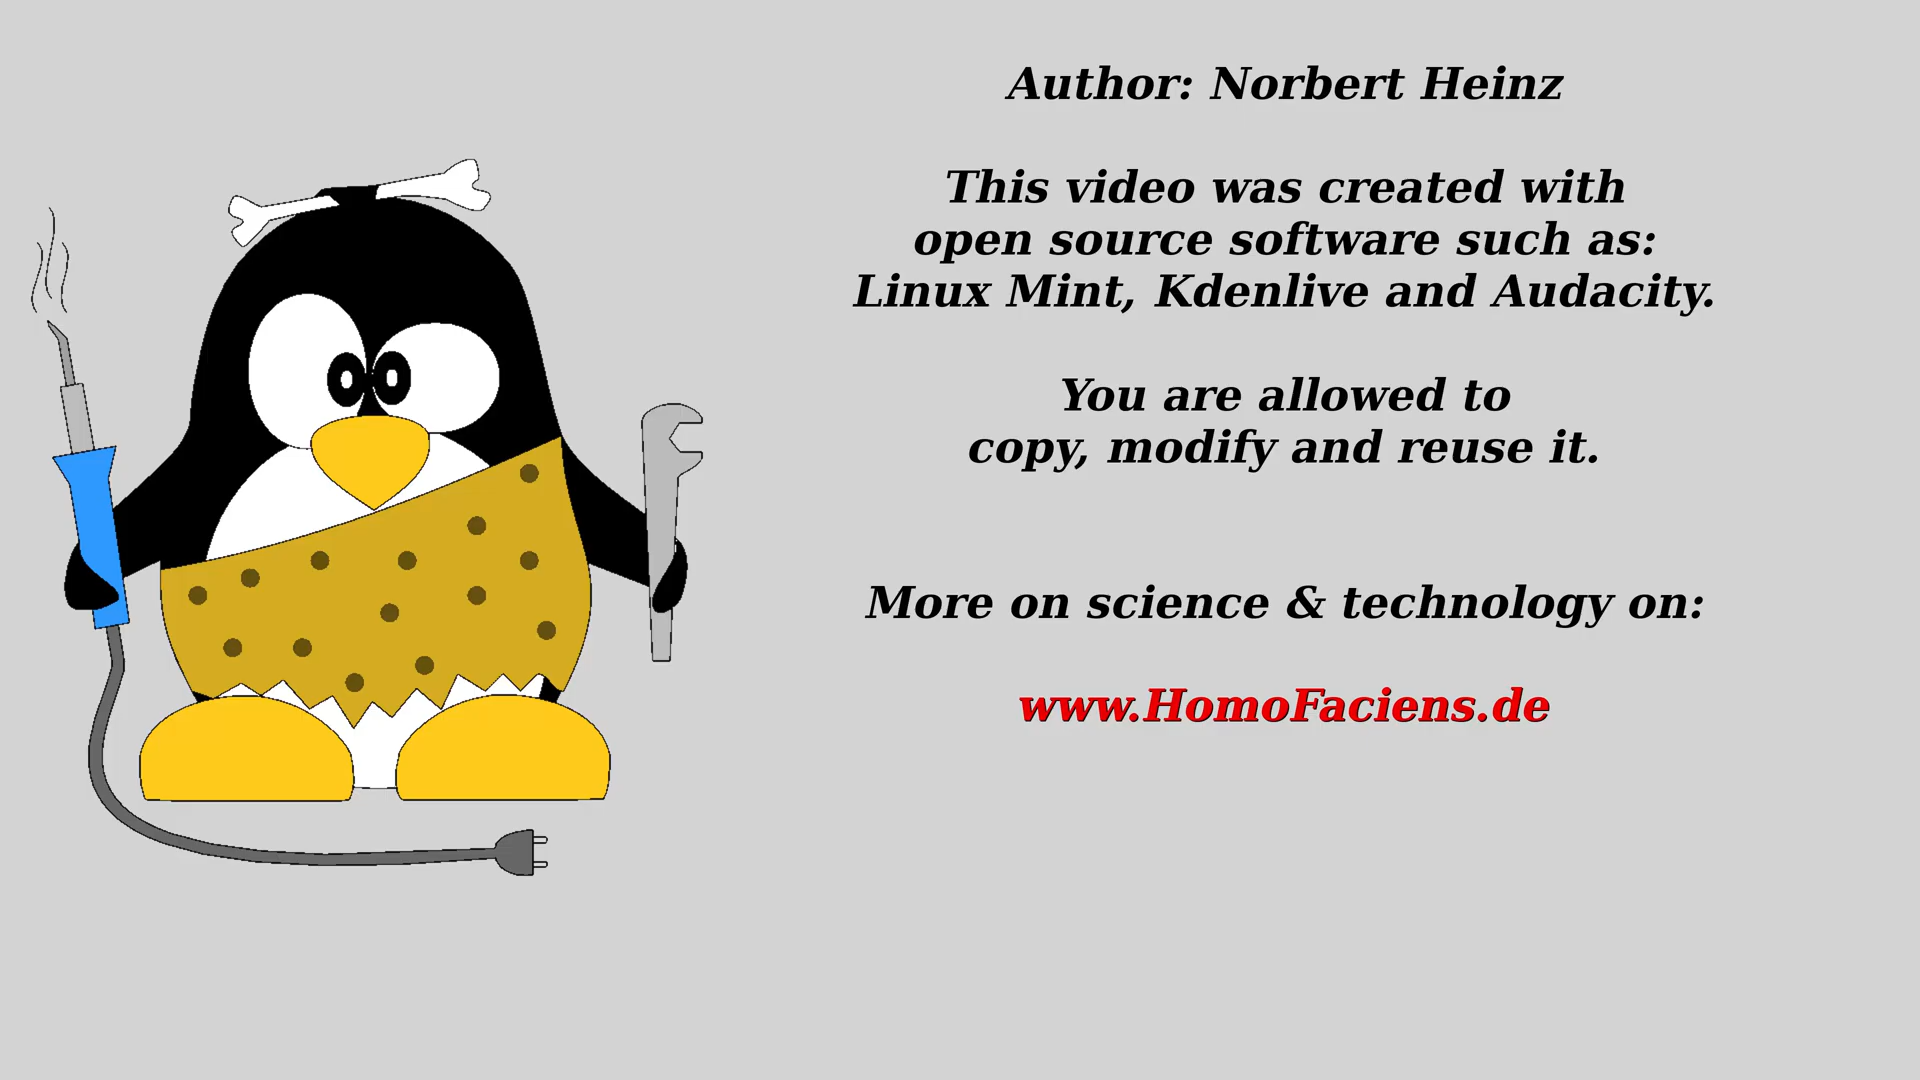 Author: Norbert Heinz
This video was created with
open source software such as:
Linux Mint, Kdenlive and Audacity.
You are allowed to
copy, modify and reuse it.
More on science & technology on:
www.HomoFaciens.de